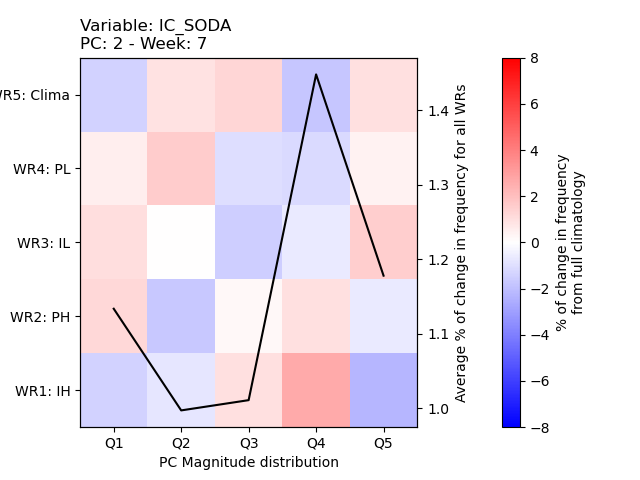 Variable: IC_SODA
PC: 2 - Week: 7
WR5: Clima
WR4: PL
WR3: IL
WR2: PH
WR1: IH
Q1 Q2 Q3 Q4 Q5
PC Magnitude distribution
1.4
1.3
1.2
1.1
1.0
Average % of change in frequency for all WRs
8
6
4
2
0
−2
−4
−6
−8
% of change in frequency
from full climatology